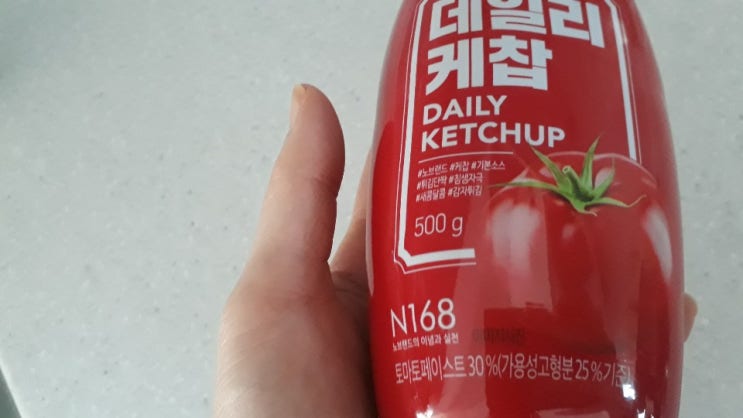 데일리
케찹
DAILY
KETCHUP
#노브랜드 #케찹 #기본소스
#튀김단짝 #침샘자극
#새콤달콤 #감자튀김
500 g
N168
노브랜드의 이념과 실천
토마토페이스트 30 %(가용성고형분 25 %기준)